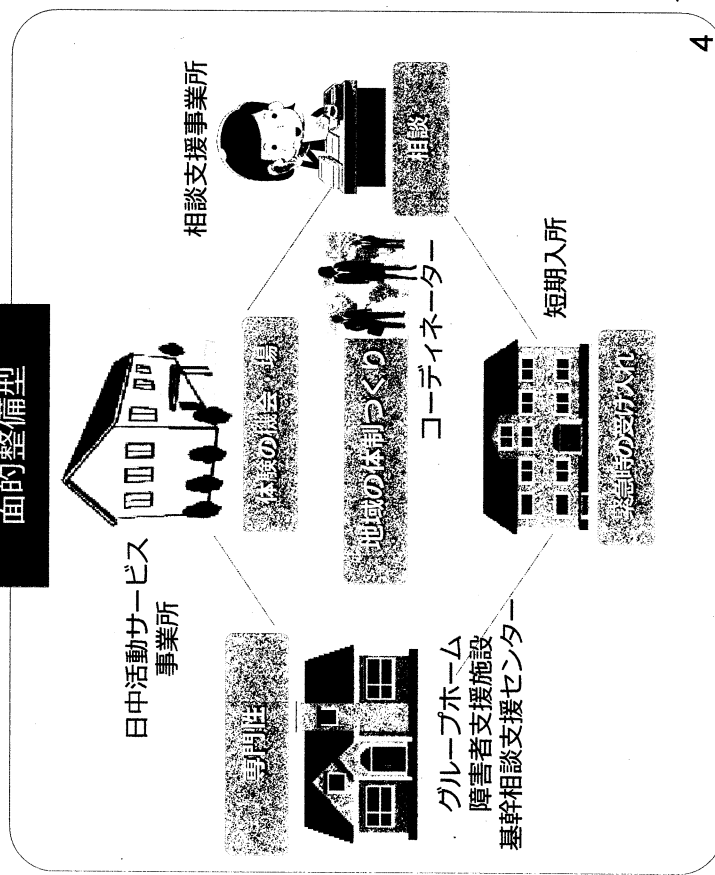 面的整備型
日中活動サービス
事業所
体験の機会・場
相談支援事業所
相談
専門性
地域の体制づくり
コーディネーター
グループホーム
障害者支援施設
基幹相談支援センター
短期入所
緊急時の受け入れ
4